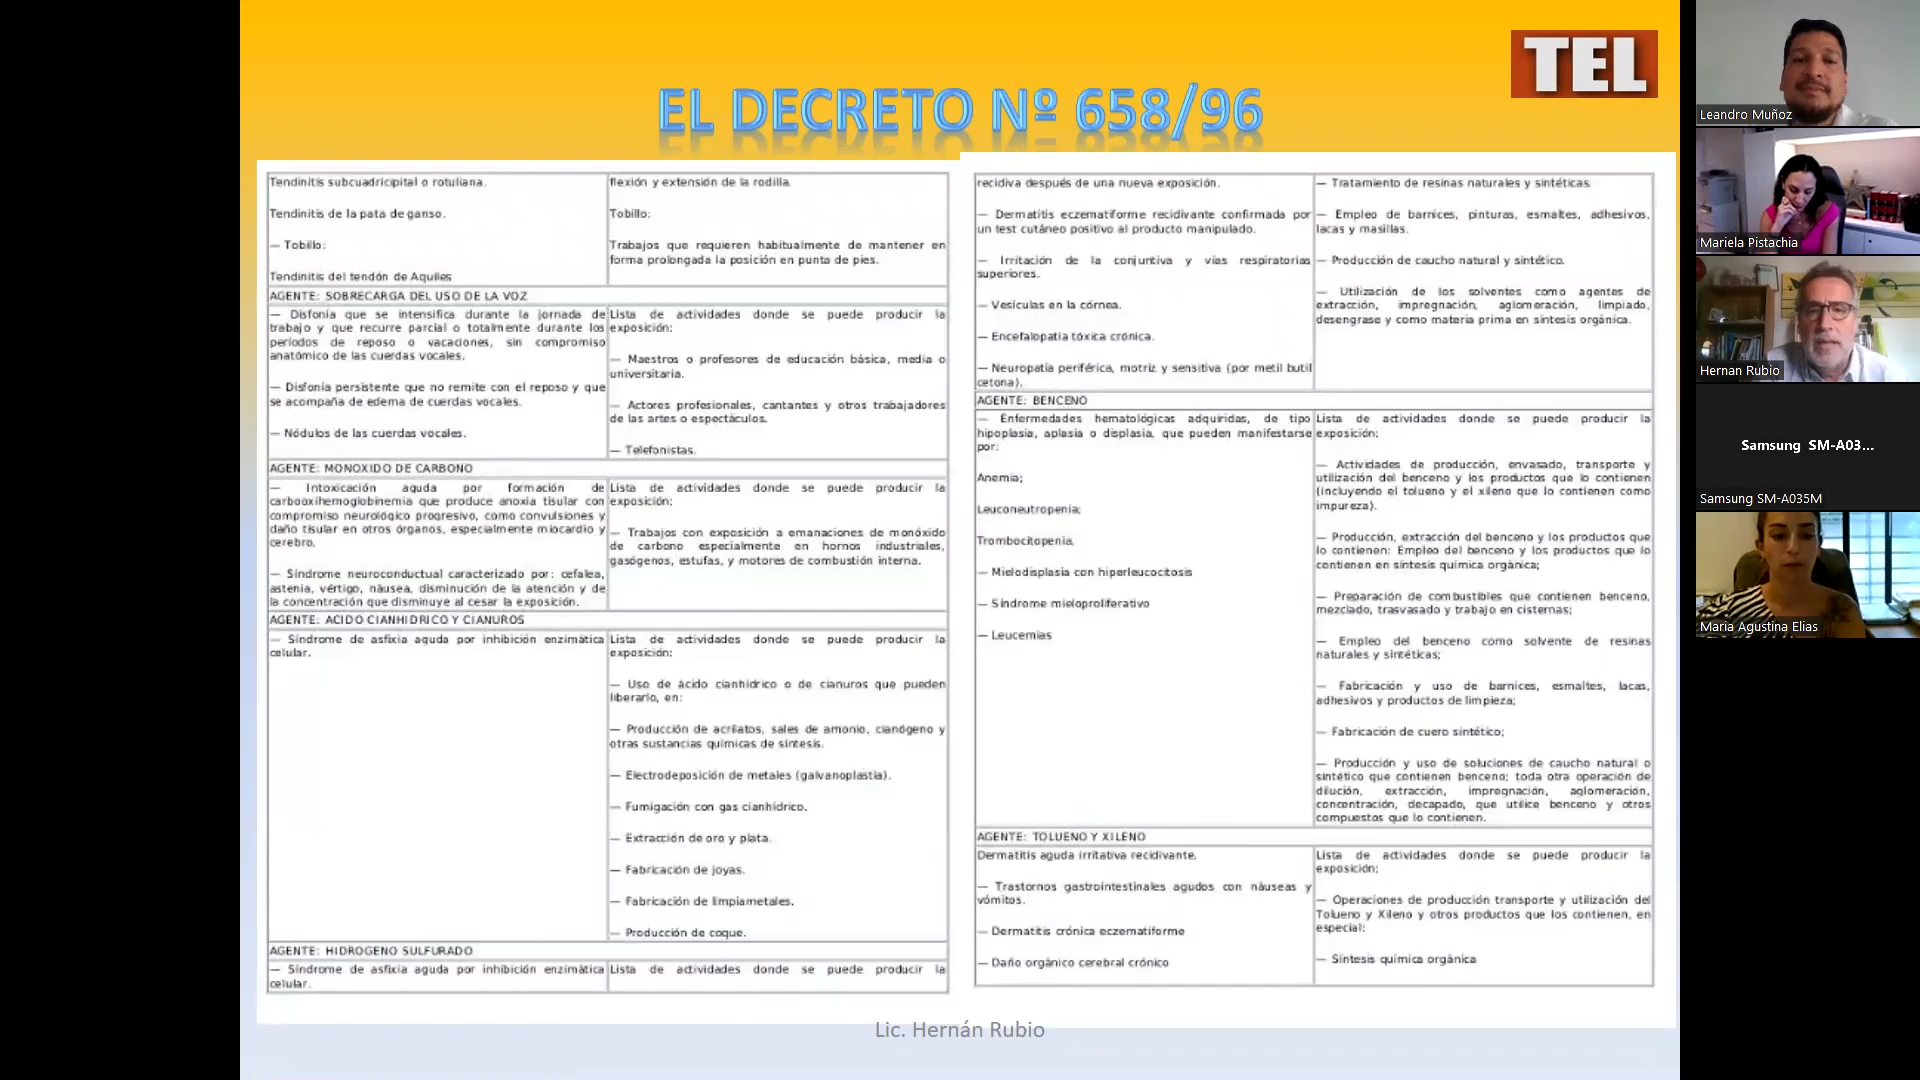 EL DECRETO Nº 658/96
TEL
Tendinitis subcuadricipital o rotuliana.
Tendinitis de la pata de ganso.
— Tobillo:
Tendinitis del tendón de Aquiles
flexión y extensión de la rodilla.
Tobillo:
Trabajos que requieren habitualmente de mantener en
forma prolongada la posición en punta de pies.
AGENTE: SOBRECARGA DEL USO DE LA VOZ
— Disfonía que se intensifica durante la jornada de
trabajo y que recurre parcial o totalmente durante los
períodos de reposo o vacaciones, sin compromiso
anatómico de las cuerdas vocales.
— Disfonía persistente que no remite con el reposo y que
se acompaña de edema de cuerdas vocales.
— Nódulos de las cuerdas vocales.
Lista de actividades donde se puede producir la
exposición:
— Maestros o profesores de educación básica, media o
universitaria.
— Actores profesionales, cantantes y otros trabajadores
de las artes o espectáculos.
— Telefonistas.
AGENTE: MONOXIDO DE CARBONO
— Intoxicación aguda por formación de
carbooxihemoglobinemia que produce anoxia tisular con
compromiso neurológico progresivo, como convulsiones y
daño tisular en otros órganos, especialmente miocardio y
cerebro.
— Síndrome neuroconductual caracterizado por: cefalea,
astenia, vértigo, náusea, disminución de la atención y de
la concentración que disminuye al cesar la exposición.
Lista de actividades donde se puede producir la
exposición:
— Trabajos con exposición a emanaciones de monóxido
de carbono especialmente en hornos industriales,
gasógenos, estufas, y motores de combustión interna.
AGENTE: ACIDO CIANHIDRICO Y CIANUROS
— Síndrome de asfixia aguda por inhibición enzimática
celular.
Lista de actividades donde se puede producir la
exposición:
— Uso de ácido cianhídrico o de cianuros que pueden
liberarlo, en:
— Producción de acrilatos, sales de amonio, cianógeno y
otras sustancias químicas de síntesis.
— Electrodeposición de metales (galvanoplastía).
— Fumigación con gas cianhídrico.
— Extracción de oro y plata.
— Fabricación de joyas.
— Fabricación de limpiametales.
— Producción de coque.
AGENTE: HIDROGENO SULFURADO
— Síndrome de asfixia aguda por inhibición enzimática
celular.
Lista de actividades donde se puede producir la
recidiva después de una nueva exposición.
— Dermatitis eczematiforme recidivante confirmada por
un test cutáneo positivo al producto manipulado.
— Irritación de la conjuntiva y vías respiratorias
superiores.
— Vesículas en la córnea.
— Encefalopatía tóxica crónica.
— Neuropatía periférica, motriz y sensitiva (por metil butil
cetona).
— Tratamiento de resinas naturales y sintéticas.
— Empleo de barnices, pinturas, esmaltes, adhesivos,
lacas y masillas.
— Producción de caucho natural y sintético.
— Utilización de los solventes como agentes de
extracción, impregnación, aglomeración, limpiado,
desengrase y como materia prima en síntesis orgánica.
AGENTE: BENCENO
— Enfermedades hematológicas adquiridas, de tipo
hipoplasia, aplasia o displasia, que pueden manifestarse
por:
Anemia;
Leuconeutropenia;
Trombocitopenia.
— Mielodisplasia con hiperleucocitosis
— Síndrome mieloproliferativo
— Leucemias
Lista de actividades donde se puede producir la
exposición:
— Actividades de producción, envasado, transporte y
utilización del benceno y los productos que lo contienen
(incluyendo el tolueno y el xileno que lo contienen como
impureza).
— Producción, extracción del benceno y los productos que
lo contienen: Empleo del benceno y los productos que lo
contienen en síntesis química orgánica;
— Preparación de combustibles que contienen benceno,
mezclado, trasvasado y trabajo en cisternas;
— Empleo del benceno como solvente de resinas
naturales y sintéticas;
— Fabricación y uso de barnices, esmaltes, lacas,
adhesivos y productos de limpieza;
— Fabricación de cuero sintético;
— Producción y uso de soluciones de caucho natural o
sintético que contienen benceno; toda otra operación de
dilución, extracción, impregnación, aglomeración,
concentración, decapado, que utilice benceno y otros
compuestos que lo contienen.
AGENTE: TOLUENO Y XILENO
Dermatitis aguda irritativa recidivante.
— Trastornos gastrointestinales agudos con náuseas y
vómitos.
— Dermatitis crónica eczematiforme
— Daño orgánico cerebral crónico
Lista de actividades donde se puede producir la
exposición:
— Operaciones de producción transporte y utilización del
Tolueno y Xileno y otros productos que los contienen, en
especial:
— Síntesis química orgánica
Lic. Hernán Rubio
Leandro Muñoz
Mariela Pistachia
Hernan Rubio
Samsung SM-A03...
Samsung SM-A035M
Maria Agustina Elias